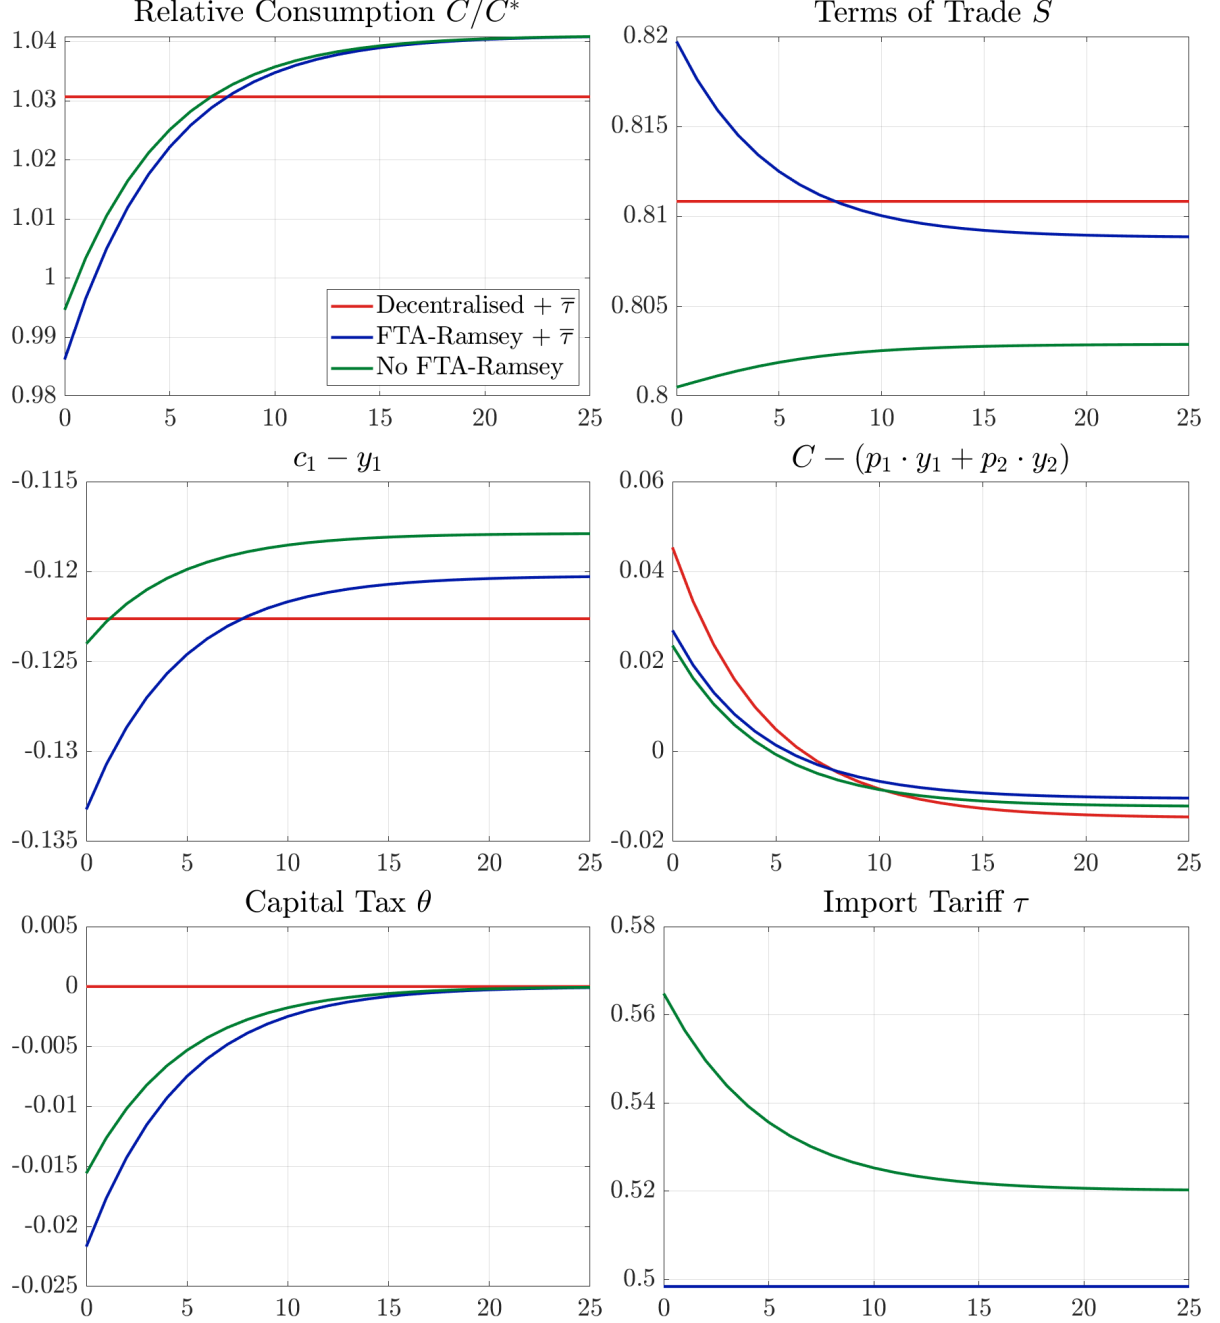 Relative Consumption C/C*
1.04
1.03
1.02
1.01
1
0.99
0.98
0 5 10 15 20 25
Decentralised + τ̅
FTA-Ramsey + τ̅
No FTA-Ramsey
Terms of Trade S
0.82
0.815
0.81
0.805
0.8
0 5 10 15 20 25
c₁ − y₁
-0.115
-0.12
-0.125
-0.13
-0.135
0 5 10 15 20 25
C − (p₁ · y₁ + p₂ · y₂)
0.06
0.04
0.02
0
-0.02
0 5 10 15 20 25
Capital Tax θ
0.005
0
-0.005
-0.01
-0.015
-0.02
-0.025
0 5 10 15 20 25
Import Tariff τ
0.58
0.56
0.54
0.52
0.5
0 5 10 15 20 25